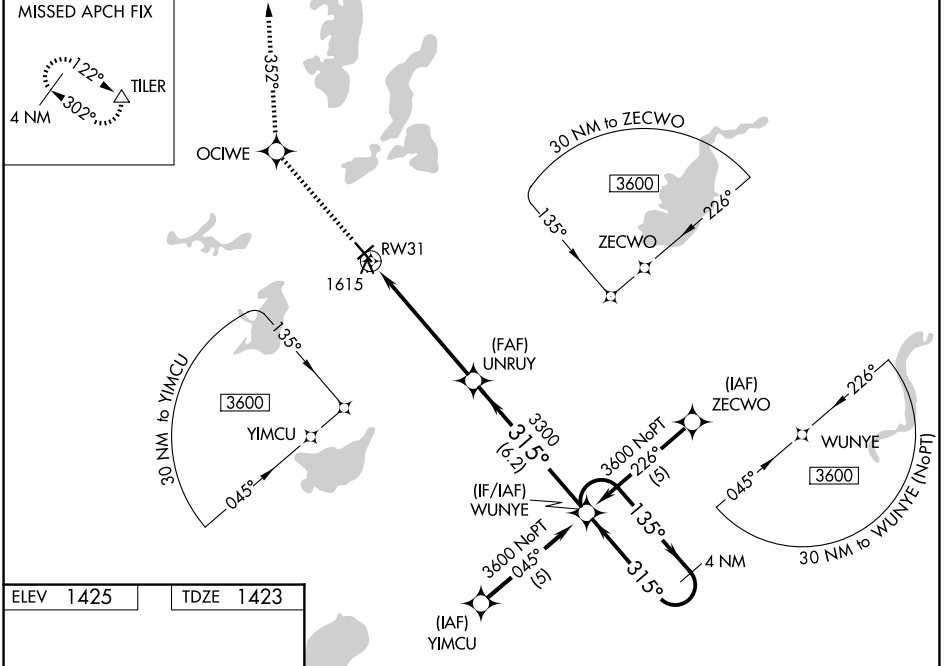 MISSED APCH FIX
122°
TILER
302°
4 NM
352°
OCIWE
RW31
1615
30 NM to ZECWO
3600
135°
226°
ZECWO
135°
30 NM to YIMCU
3600
YIMCU
045°
(FAF)
UNRUY
3300
315°
(6.2)
(IAF)
ZECWO
3600 NoPT
226°
(5)
(IF/IAF)
WUNYE
135°
315°
4 NM
3600 NoPT
045°
(5)
(IAF)
YIMCU
226°
WUNYE
3600
045°
30 NM to WUNYE (NoPT)
ELEV 1425
TDZE 1423